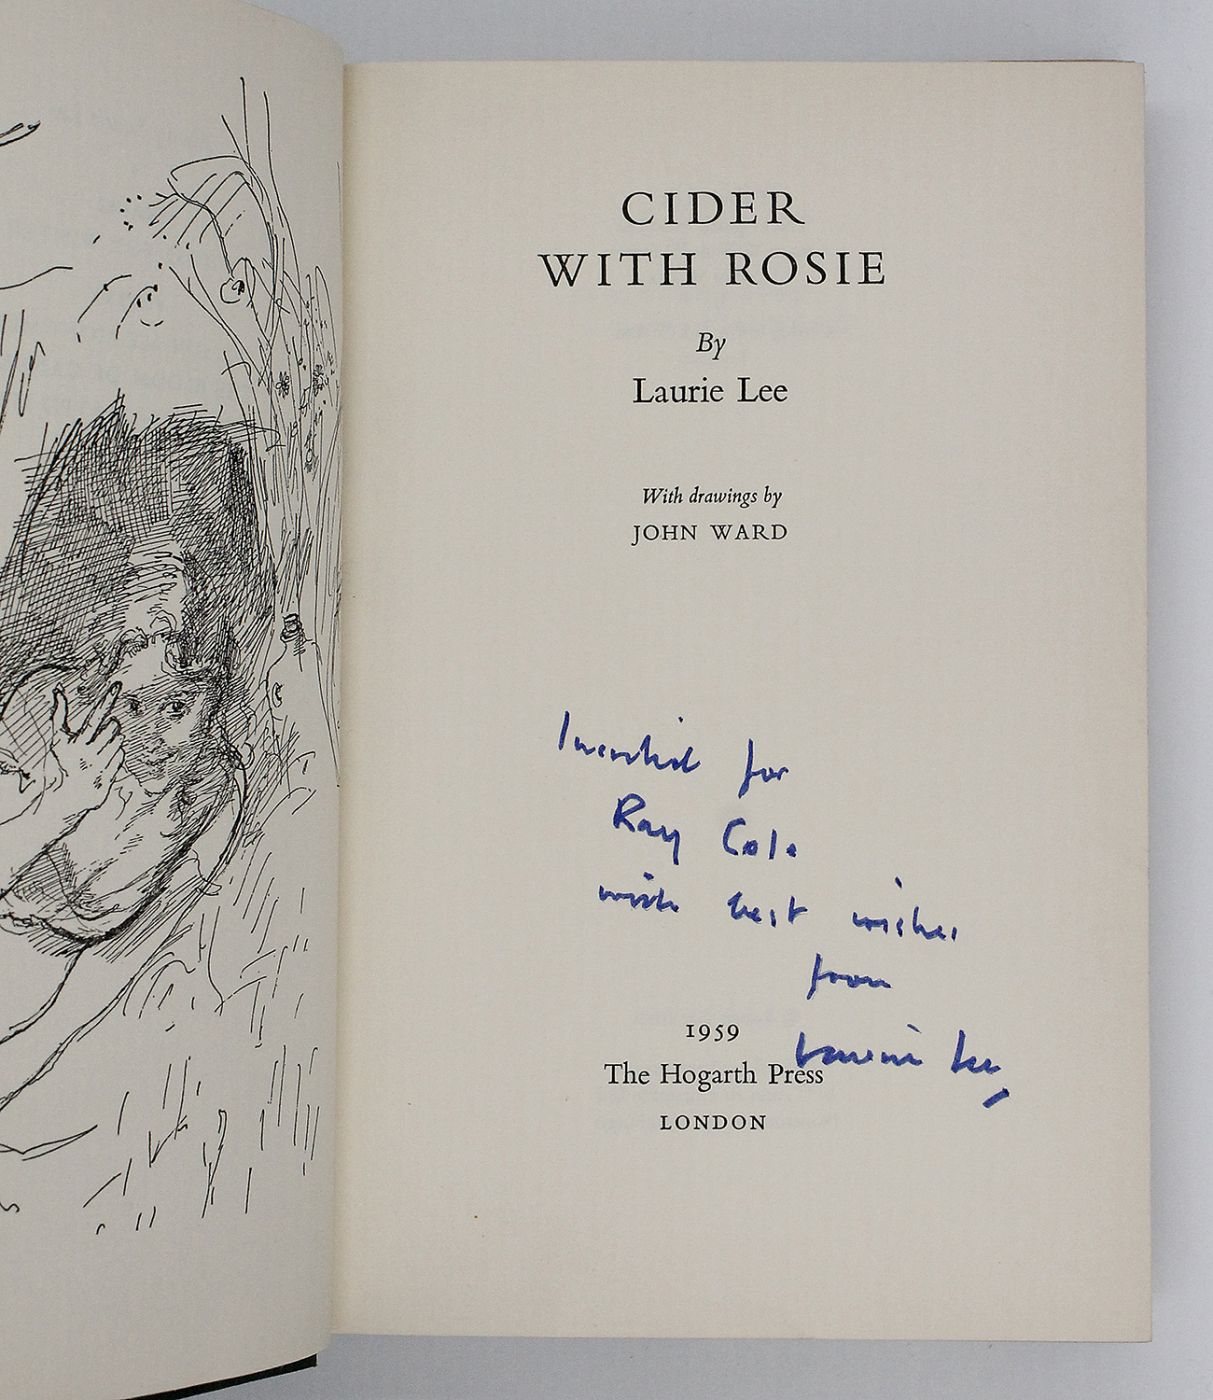 CIDER
WITH ROSIE
By
Laurie Lee
With drawings by
JOHN WARD
Inscribed for
Ray Cole
with best wishes
from
1959
Laurie Lee
The Hogarth Press
LONDON